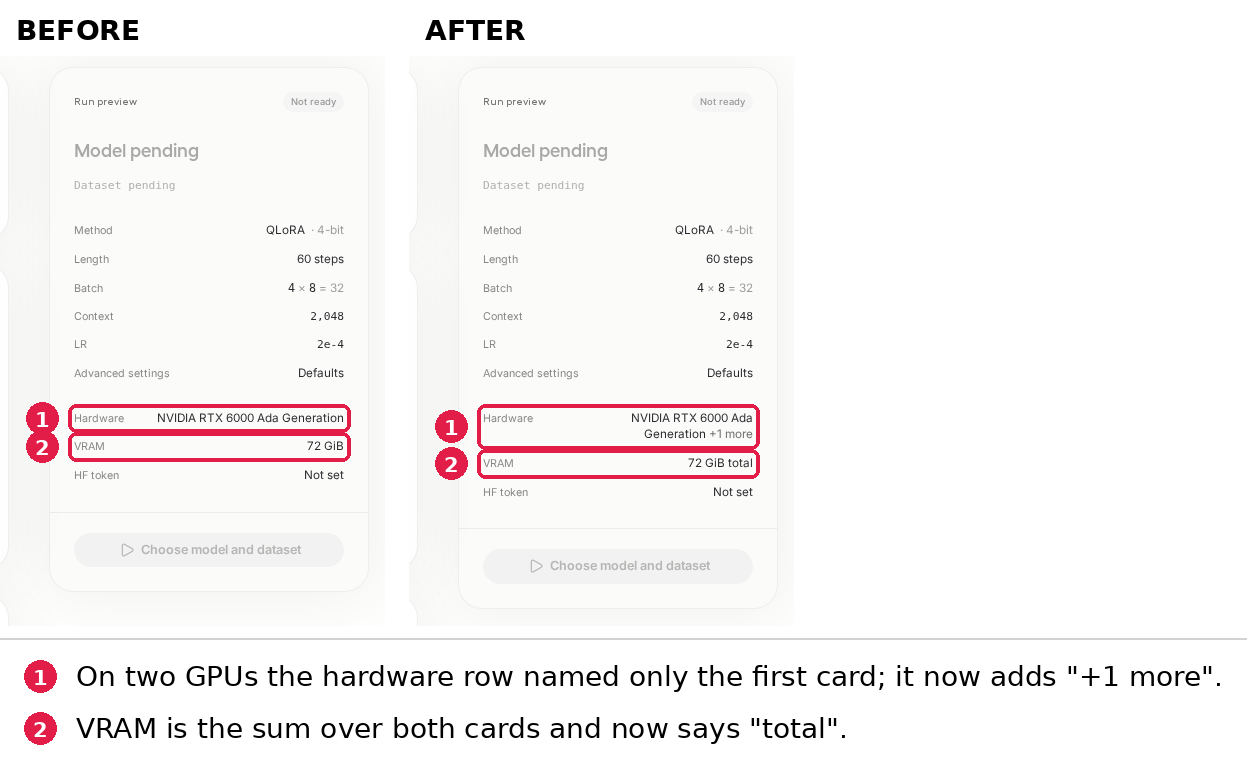 BEFORE
Run preview
Not ready
Model pending
Dataset pending
Method QLoRA · 4-bit
Length 60 steps
Batch 4 × 8 = 32
Context 2,048
LR 2e-4
Advanced settings Defaults
1 Hardware NVIDIA RTX 6000 Ada Generation
2 VRAM 72 GiB
HF token Not set
Choose model and dataset
AFTER
Run preview
Not ready
Model pending
Dataset pending
Method QLoRA · 4-bit
Length 60 steps
Batch 4 × 8 = 32
Context 2,048
LR 2e-4
Advanced settings Defaults
1 Hardware NVIDIA RTX 6000 Ada
Generation +1 more
2 VRAM 72 GiB total
HF token Not set
Choose model and dataset
1 On two GPUs the hardware row named only the first card; it now adds "+1 more".
2 VRAM is the sum over both cards and now says "total".